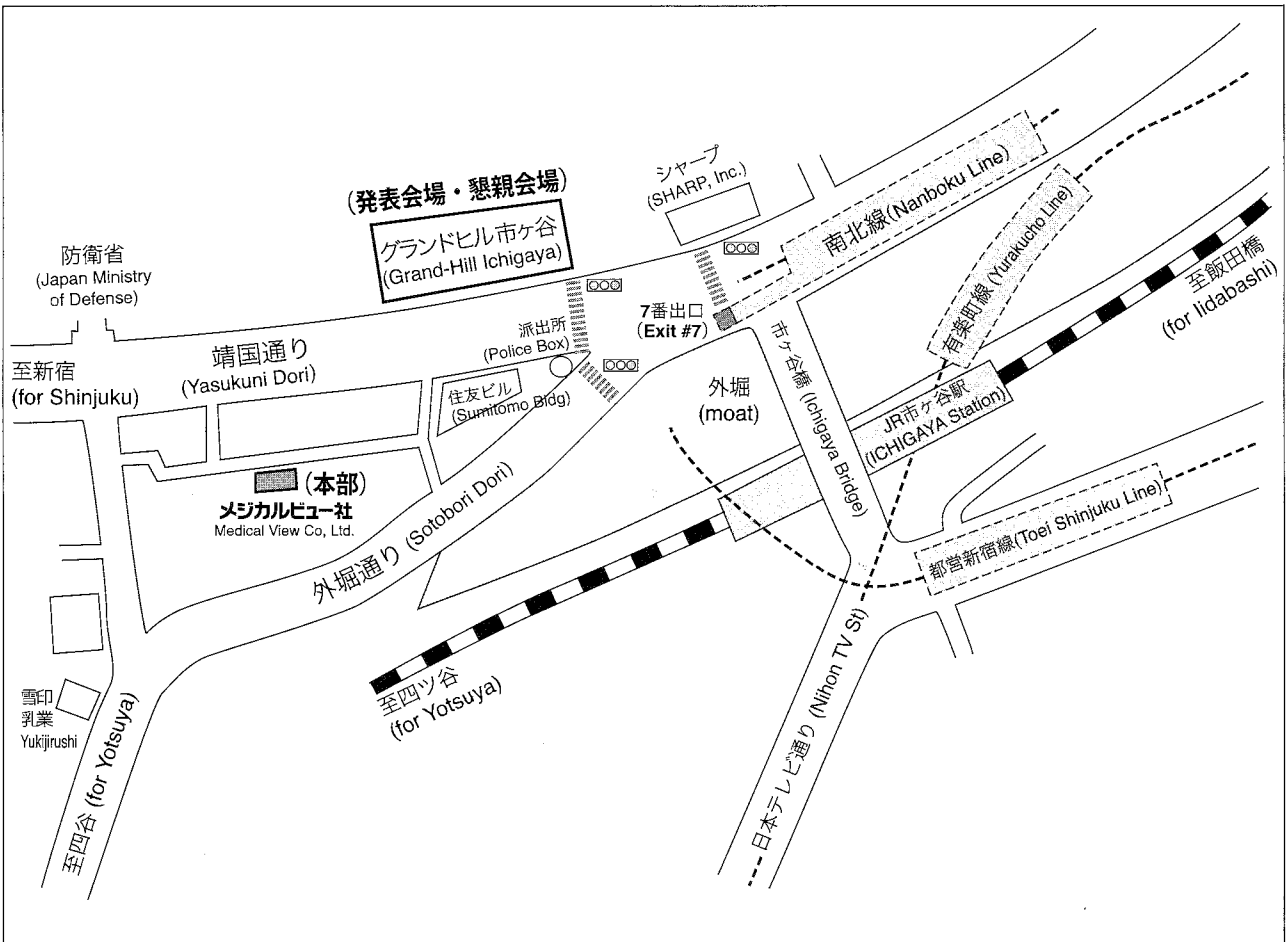 シャープ
(SHARP, Inc.)
(発表会場・懇親会場)
グランドヒル市ヶ谷
(Grand-Hill Ichigaya)
南北線(Nanboku Line)
有楽町線(Yurakucho Line)
至飯田橋
(for Iidabashi)
防衛省
(Japan Ministry
of Defense)
7番出口
(Exit #7)
派出所
(Police Box)
靖国通り
(Yasukuni Dori)
至新宿
(for Shinjuku)
住友ビル
(Sumitomo Bldg)
外堀
(moat)
市ヶ谷橋(Ichigaya Bridge)
JR市ヶ谷駅
(ICHIGAYA Station)
(本部)
メジカルビュー社
Medical View Co, Ltd.
外堀通り(Sotobori Dori)
都営新宿線(Toei Shinjuku Line)
至四ツ谷
(for Yotsuya)
雪印
乳業
Yukijirushi
至四谷(for Yotsuya)
日本テレビ通り(Nihon TV St)